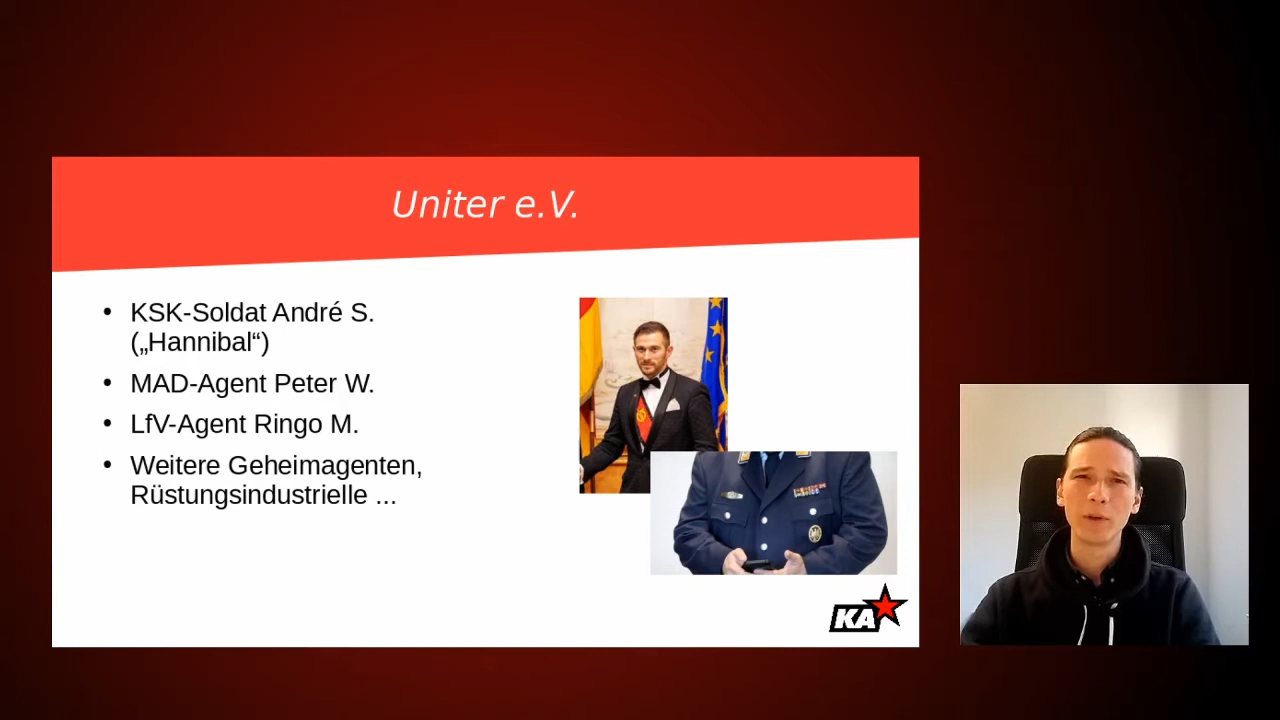 Uniter e.V.
• KSK-Soldat André S.
(„Hannibal“)
• MAD-Agent Peter W.
• LfV-Agent Ringo M.
• Weitere Geheimagenten,
Rüstungsindustrielle ...
KA